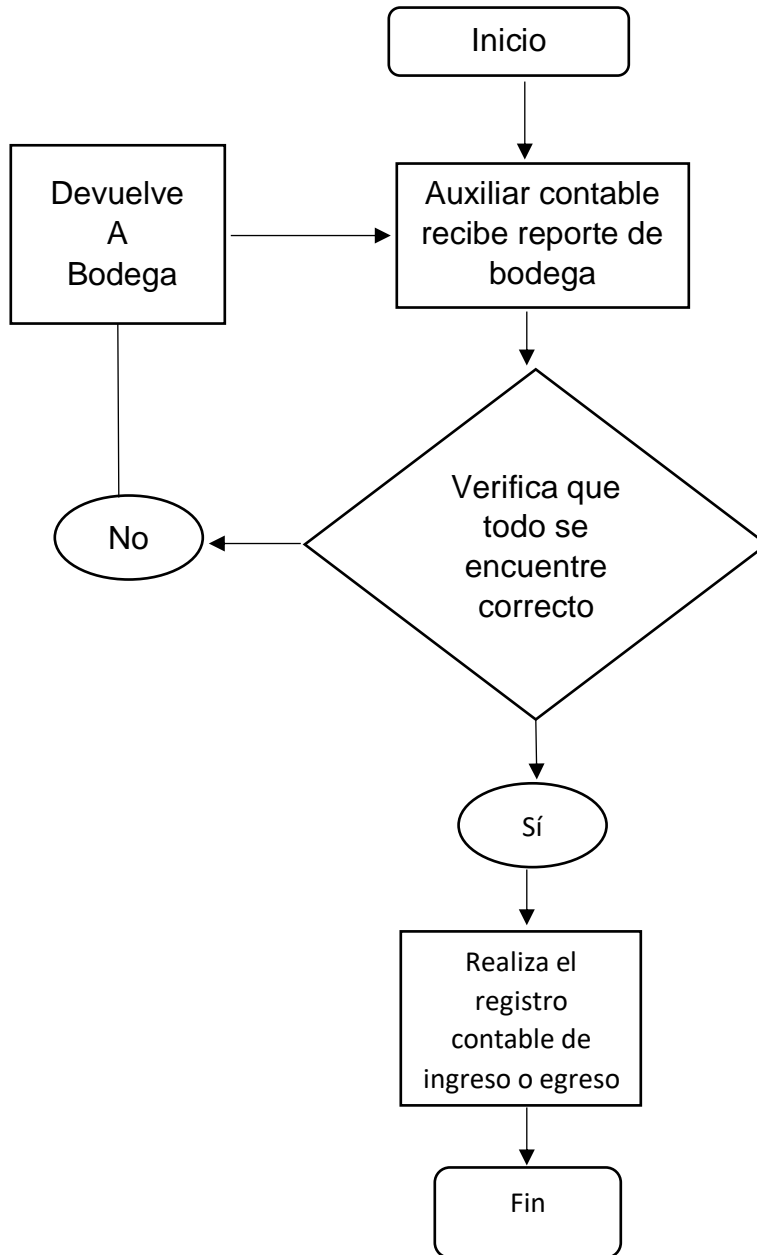 Inicio
Devuelve
A
Bodega
Auxiliar contable
recibe reporte de
bodega
Verifica que
todo se
encuentre
correcto
No
Sí
Realiza el
registro
contable de
ingreso o egreso
Fin